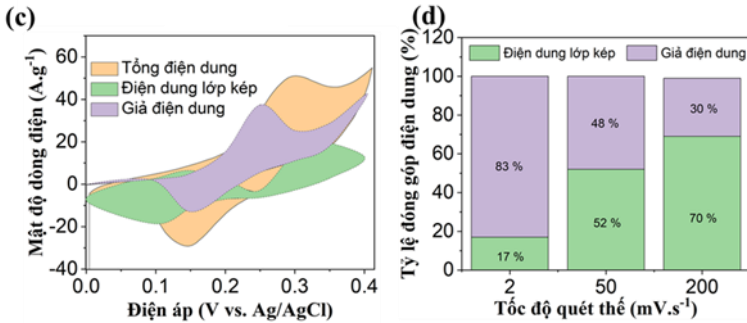 (c)
Mật độ dòng điện (A.g-1)
60
40
20
0
-20
-40
Tổng điện dung
Điện dung lớp kép
Giả điện dung
0.0 0.1 0.2 0.3 0.4
Điện áp (V vs. Ag/AgCl)
(d)
Tỷ lệ đóng góp điện dung (%)
Điện dung lớp kép Giả điện dung
140
120
100
80
60
40
20
0
83 %
17 %
48 %
52 %
30 %
70 %
2 50 200
Tốc độ quét thế (mV.s-1)